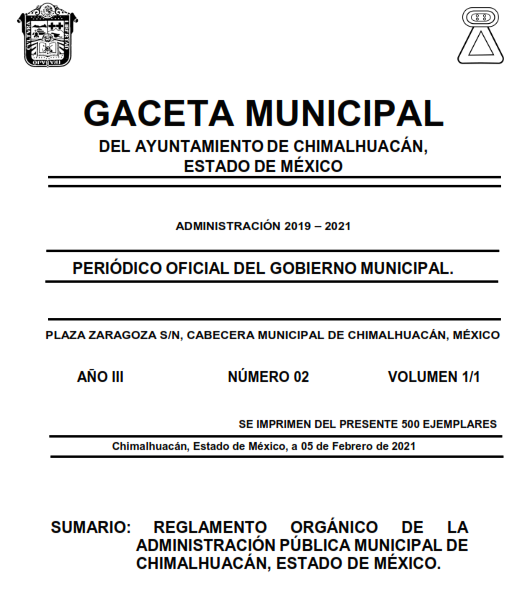 GACETA MUNICIPAL
DEL AYUNTAMIENTO DE CHIMALHUACÁN,
ESTADO DE MÉXICO
ADMINISTRACIÓN 2019 – 2021
PERIÓDICO OFICIAL DEL GOBIERNO MUNICIPAL.
PLAZA ZARAGOZA S/N, CABECERA MUNICIPAL DE CHIMALHUACÁN, MÉXICO
AÑO III NÚMERO 02 VOLUMEN 1/1
SE IMPRIMEN DEL PRESENTE 500 EJEMPLARES
Chimalhuacán, Estado de México, a 05 de Febrero de 2021
SUMARIO: REGLAMENTO ORGÁNICO DE LA
ADMINISTRACIÓN PÚBLICA MUNICIPAL DE
CHIMALHUACÁN, ESTADO DE MÉXICO.